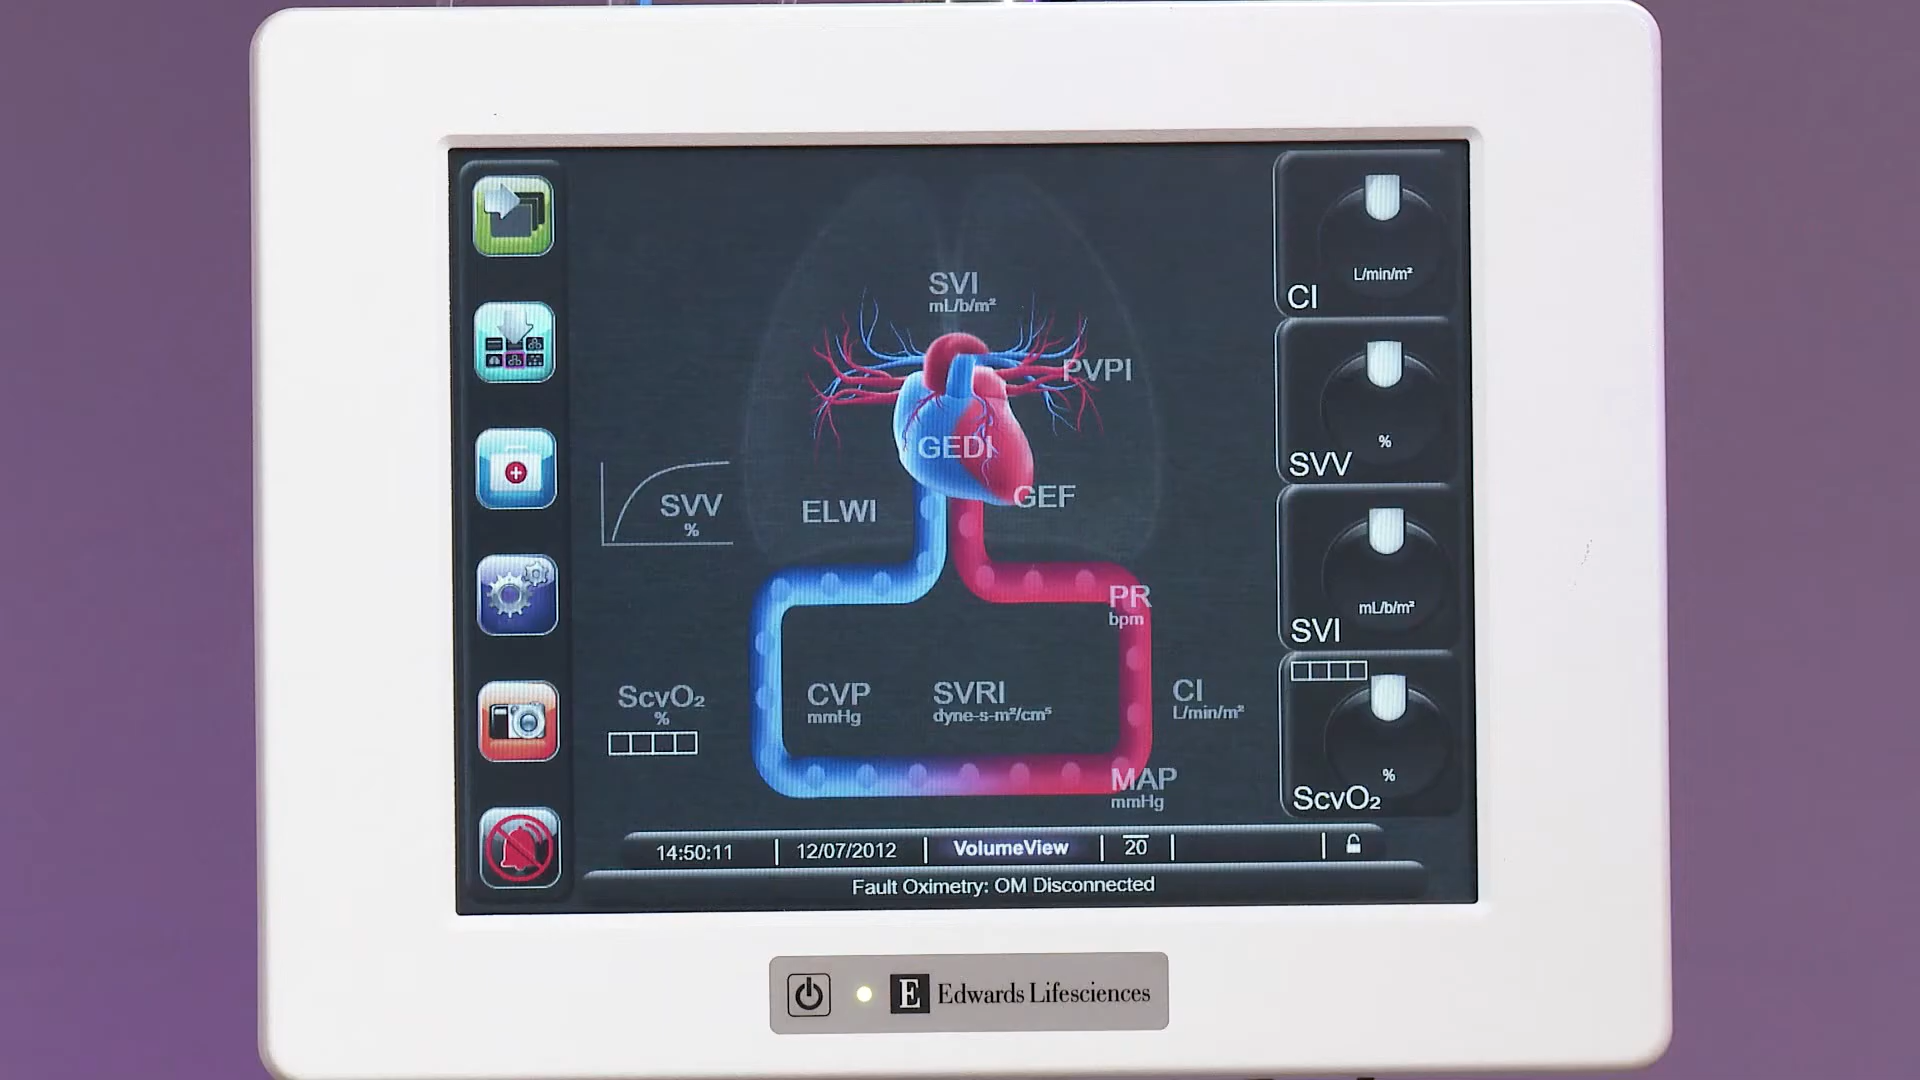 SVI
mL/b/m²
PVPI
GEDI
GEF
ELWI
SVV
%
PR
bpm
ScvO₂
%
CVP
mmHg
SVRI
dyne-s-m²/cm⁵
CI
L/min/m²
MAP
mmHg
L/min/m²
CI
%
SVV
mL/b/m²
SVI
%
ScvO₂
14:50:11 12/07/2012 VolumeView 20
Fault Oximetry: OM Disconnected
E Edwards Lifesciences